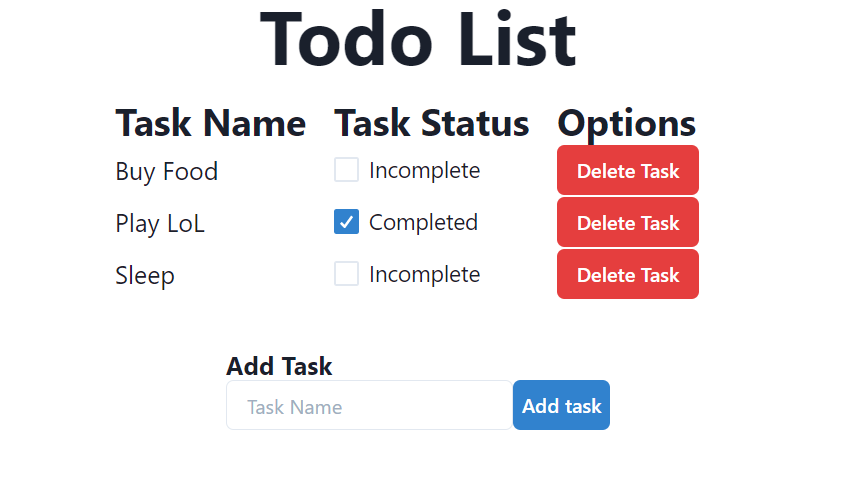 Todo List
Task Name Task Status Options
Buy Food Incomplete Delete Task
Play LoL Completed Delete Task
Sleep Incomplete Delete Task
Add Task
Task Name Add task